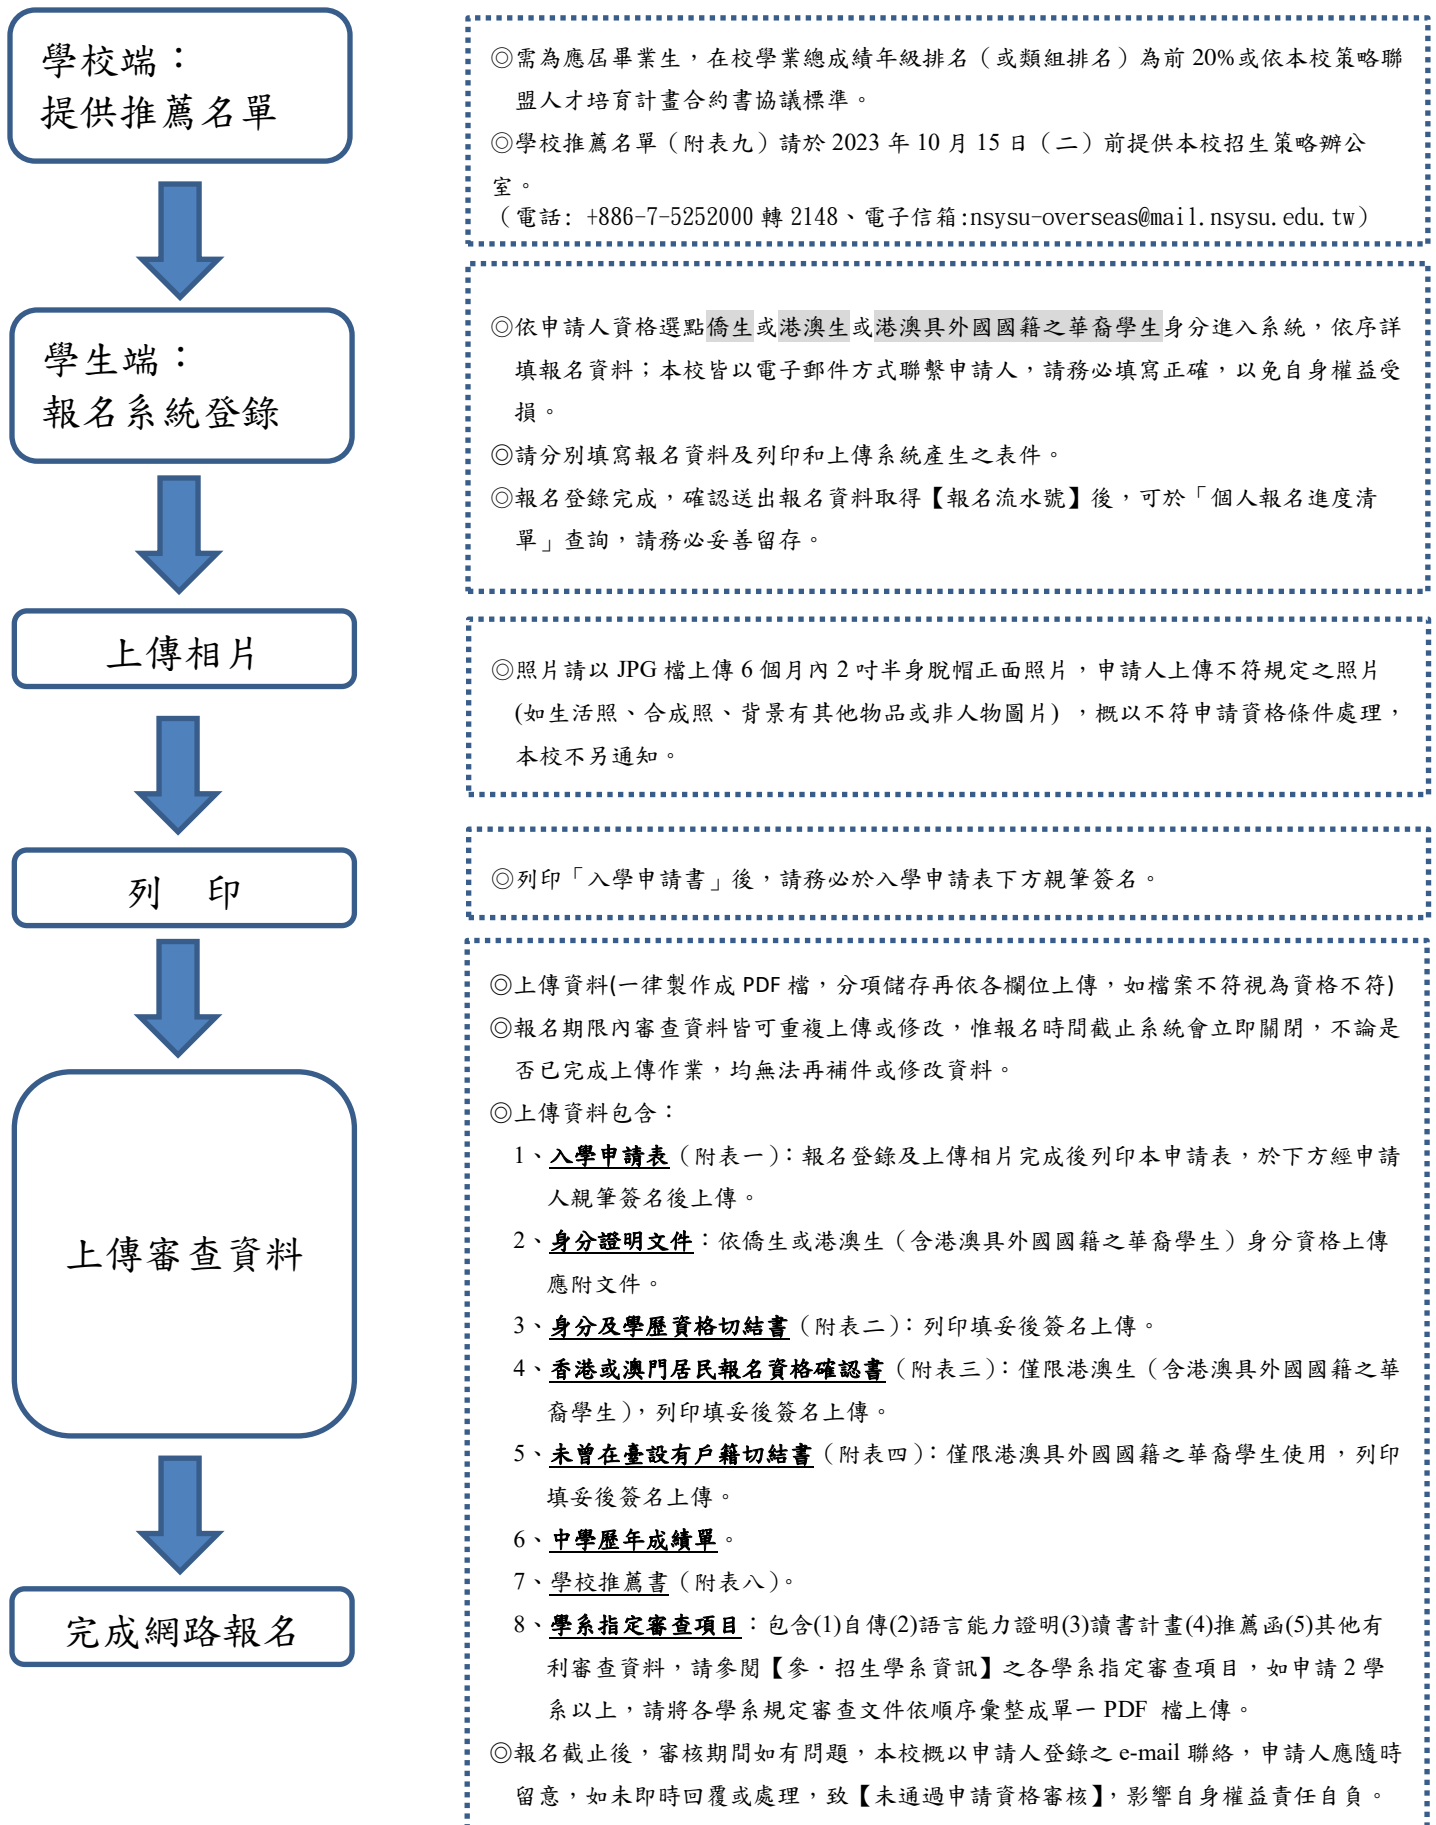 學校端：
提供推薦名單
◎需為應屆畢業生，在校學業總成績年級排名（或類組排名）為前 20%或依本校策略聯
盟人才培育計畫合約書協議標準。
◎學校推薦名單（附表九）請於 2023 年 10 月 15 日（二）前提供本校招生策略辦公
室。
（電話: +886-7-5252000 轉 2148、電子信箱:nsysu-overseas@mail.nsysu.edu.tw）
學生端：
報名系統登錄
◎依申請人資格選點僑生或港澳生或港澳具外國國籍之華裔學生身分進入系統，依序詳
填報名資料；本校皆以電子郵件方式聯繫申請人，請務必填寫正確，以免自身權益受
損。
◎請分別填寫報名資料及列印和上傳系統產生之表件。
◎報名登錄完成，確認送出報名資料取得【報名流水號】後，可於「個人報名進度清
單」查詢，請務必妥善留存。
上傳相片
◎照片請以 JPG 檔上傳 6 個月內 2 吋半身脫帽正面照片，申請人上傳不符規定之照片
(如生活照、合成照、背景有其他物品或非人物圖片) ，概以不符申請資格條件處理，
本校不另通知。
列 印
◎列印「入學申請書」後，請務必於入學申請表下方親筆簽名。
上傳審查資料
◎上傳資料(一律製作成 PDF 檔，分項儲存再依各欄位上傳，如檔案不符視為資格不符)
◎報名期限內審查資料皆可重複上傳或修改，惟報名時間截止系統會立即關閉，不論是
否已完成上傳作業，均無法再補件或修改資料。
◎上傳資料包含：
1、入學申請表（附表一）：報名登錄及上傳相片完成後列印本申請表，於下方經申請
人親筆簽名後上傳。
2、身分證明文件：依僑生或港澳生（含港澳具外國國籍之華裔學生）身分資格上傳
應附文件。
3、身分及學歷資格切結書（附表二）：列印填妥後簽名上傳。
4、香港或澳門居民報名資格確認書（附表三）：僅限港澳生（含港澳具外國國籍之華
裔學生），列印填妥後簽名上傳。
5、未曾在臺設有戶籍切結書（附表四）：僅限港澳具外國國籍之華裔學生使用，列印
填妥後簽名上傳。
6、中學歷年成績單。
7、學校推薦書（附表八）。
8、學系指定審查項目：包含(1)自傳(2)語言能力證明(3)讀書計畫(4)推薦函(5)其他有
利審查資料，請參閱【參．招生學系資訊】之各學系指定審查項目，如申請 2 學
系以上，請將各學系規定審查文件依順序彙整成單一 PDF 檔上傳。
◎報名截止後，審核期間如有問題，本校概以申請人登錄之 e-mail 聯絡，申請人應隨時
留意，如未即時回覆或處理，致【未通過申請資格審核】，影響自身權益責任自負。
完成網路報名